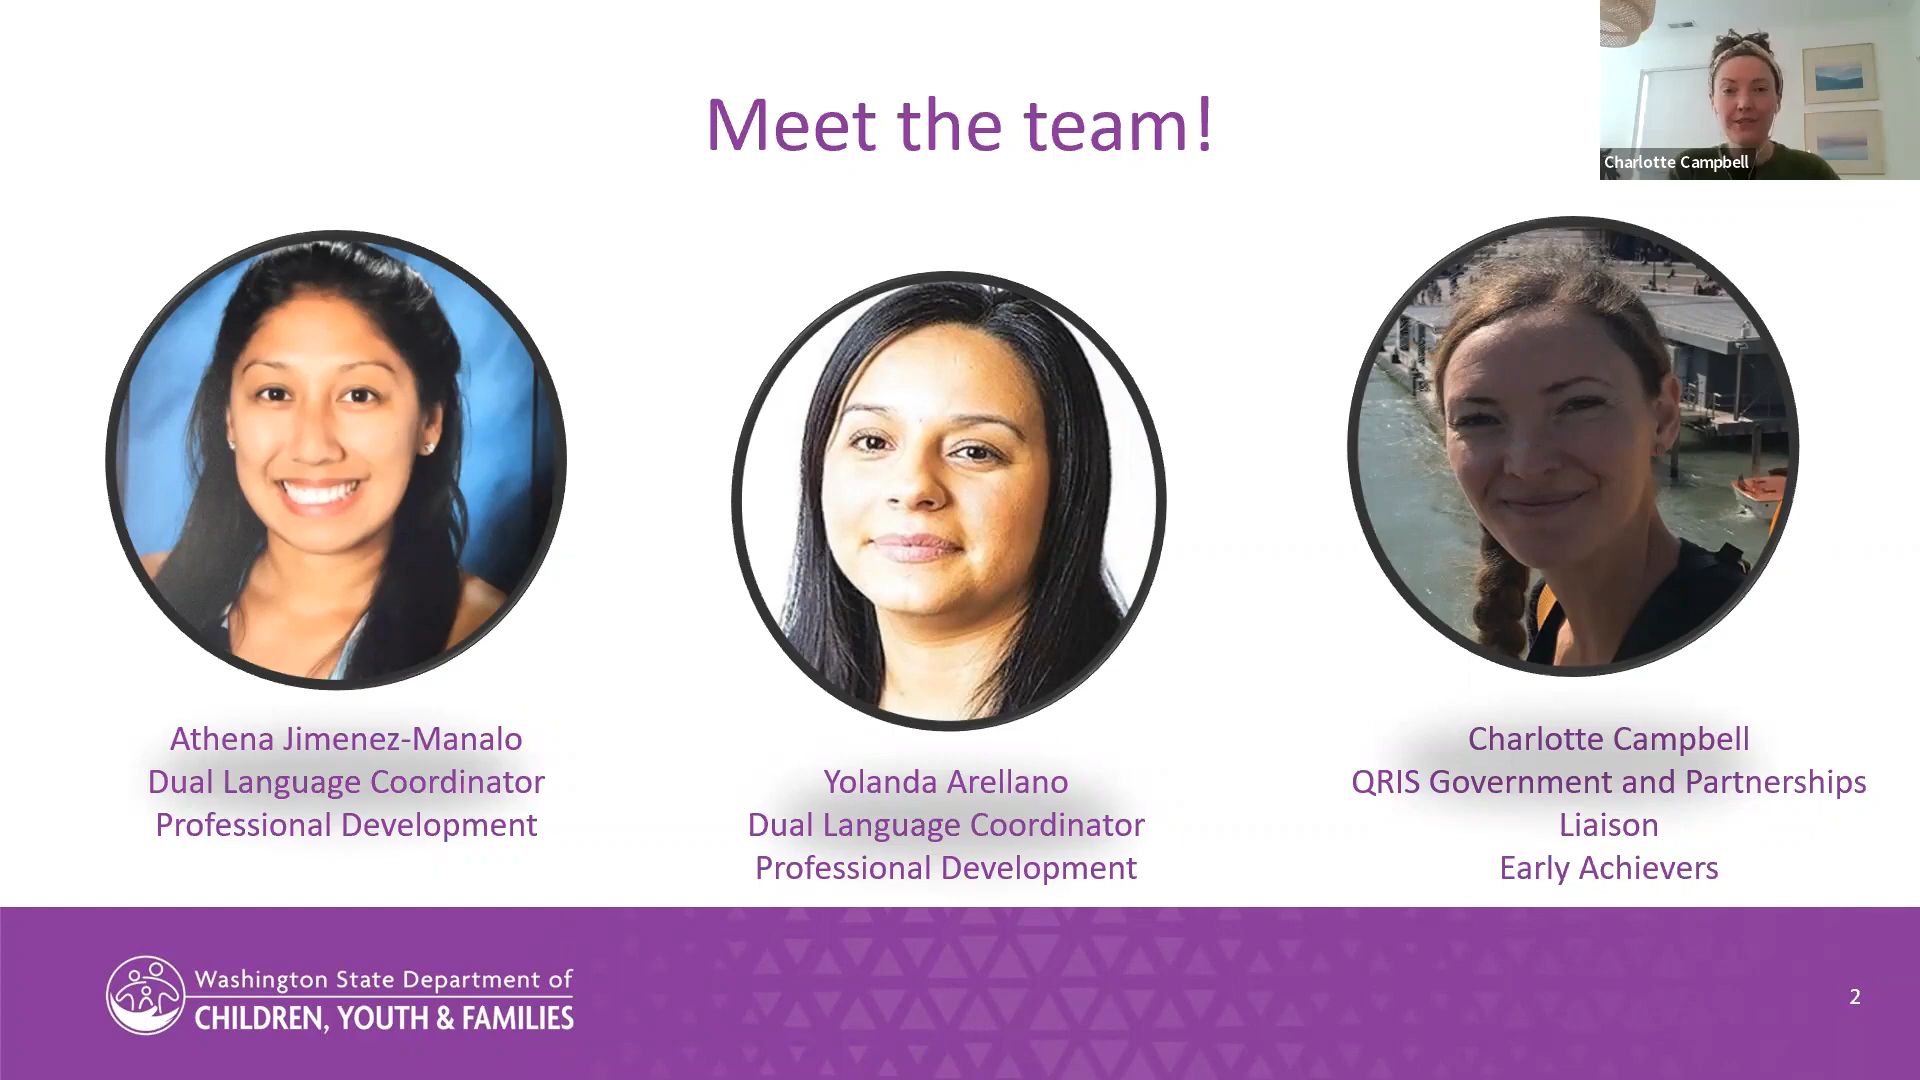 Meet the team!
Charlotte Campbell
Athena Jimenez-Manalo
Dual Language Coordinator
Professional Development
Yolanda Arellano
Dual Language Coordinator
Professional Development
Charlotte Campbell
QRIS Government and Partnerships
Liaison
Early Achievers
Washington State Department of
CHILDREN, YOUTH & FAMILIES
2